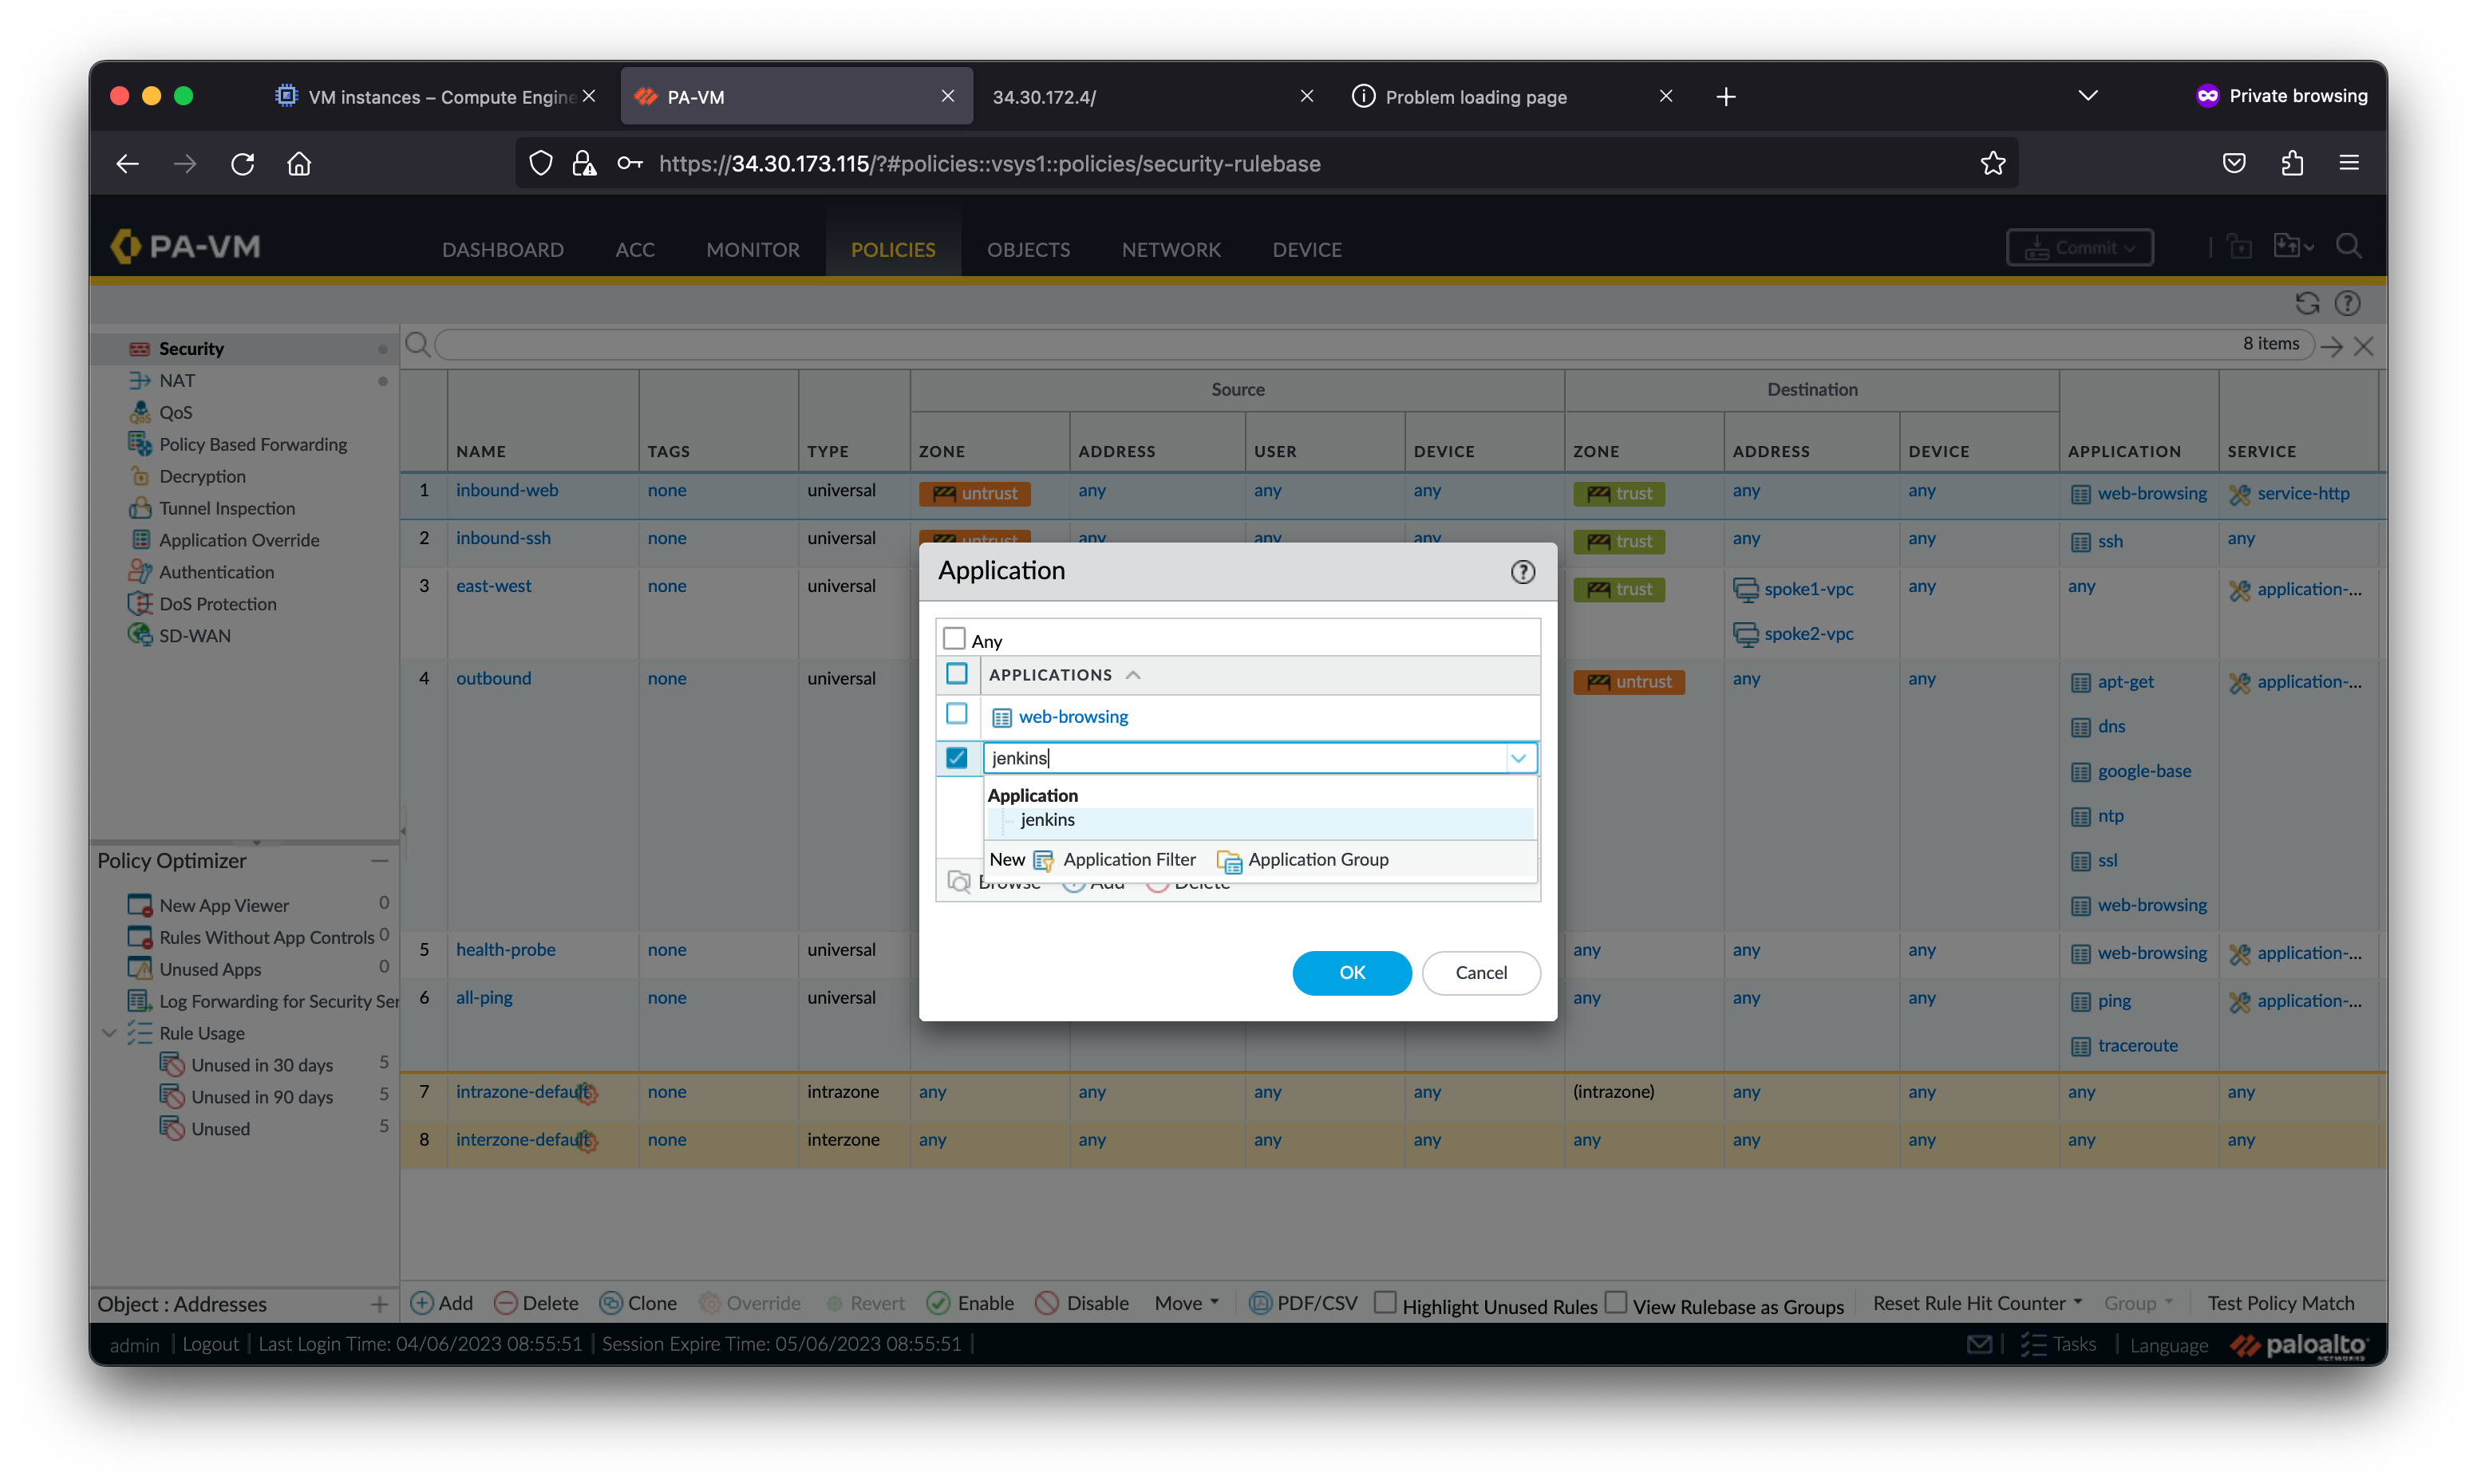 VM instances – Compute Engine
PA-VM
34.30.172.4/
Problem loading page
Private browsing
https://34.30.173.115/?#policies::vsys1::policies/security-rulebase
PA-VM
DASHBOARD ACC MONITOR POLICIES OBJECTS NETWORK DEVICE
Commit
Security
NAT
QoS
Policy Based Forwarding
Decryption
Tunnel Inspection
Application Override
Authentication
DoS Protection
SD-WAN
Policy Optimizer
New App Viewer 0
Rules Without App Controls 0
Unused Apps 0
Log Forwarding for Security Ser
Rule Usage
Unused in 30 days 5
Unused in 90 days 5
Unused 5
Object : Addresses
8 items
Source Destination
NAME TAGS TYPE ZONE ADDRESS USER DEVICE ZONE ADDRESS DEVICE APPLICATION SERVICE
1 inbound-web none universal untrust any any any trust any any web-browsing service-http
2 inbound-ssh none universal untrust any any any trust any any ssh any
3 east-west none universal trust spoke1-vpc any any application-...
spoke2-vpc
4 outbound none universal untrust any any apt-get application-...
dns
google-base
ntp
ssl
web-browsing
5 health-probe none universal any any any web-browsing application-...
6 all-ping none universal any any any ping application-...
traceroute
7 intrazone-default none intrazone any any any any (intrazone) any any any any
8 interzone-default none interzone any any any any any any any any any
Application
Any
APPLICATIONS
web-browsing
jenkins
Application
jenkins
New Application Filter Application Group
Browse Add Delete
OK Cancel
Add Delete Clone Override Revert Enable Disable Move PDF/CSV Highlight Unused Rules View Rulebase as Groups Reset Rule Hit Counter Group Test Policy Match
admin | Logout | Last Login Time: 04/06/2023 08:55:51 | Session Expire Time: 05/06/2023 08:55:51 |
Tasks | Language paloalto NETWORKS